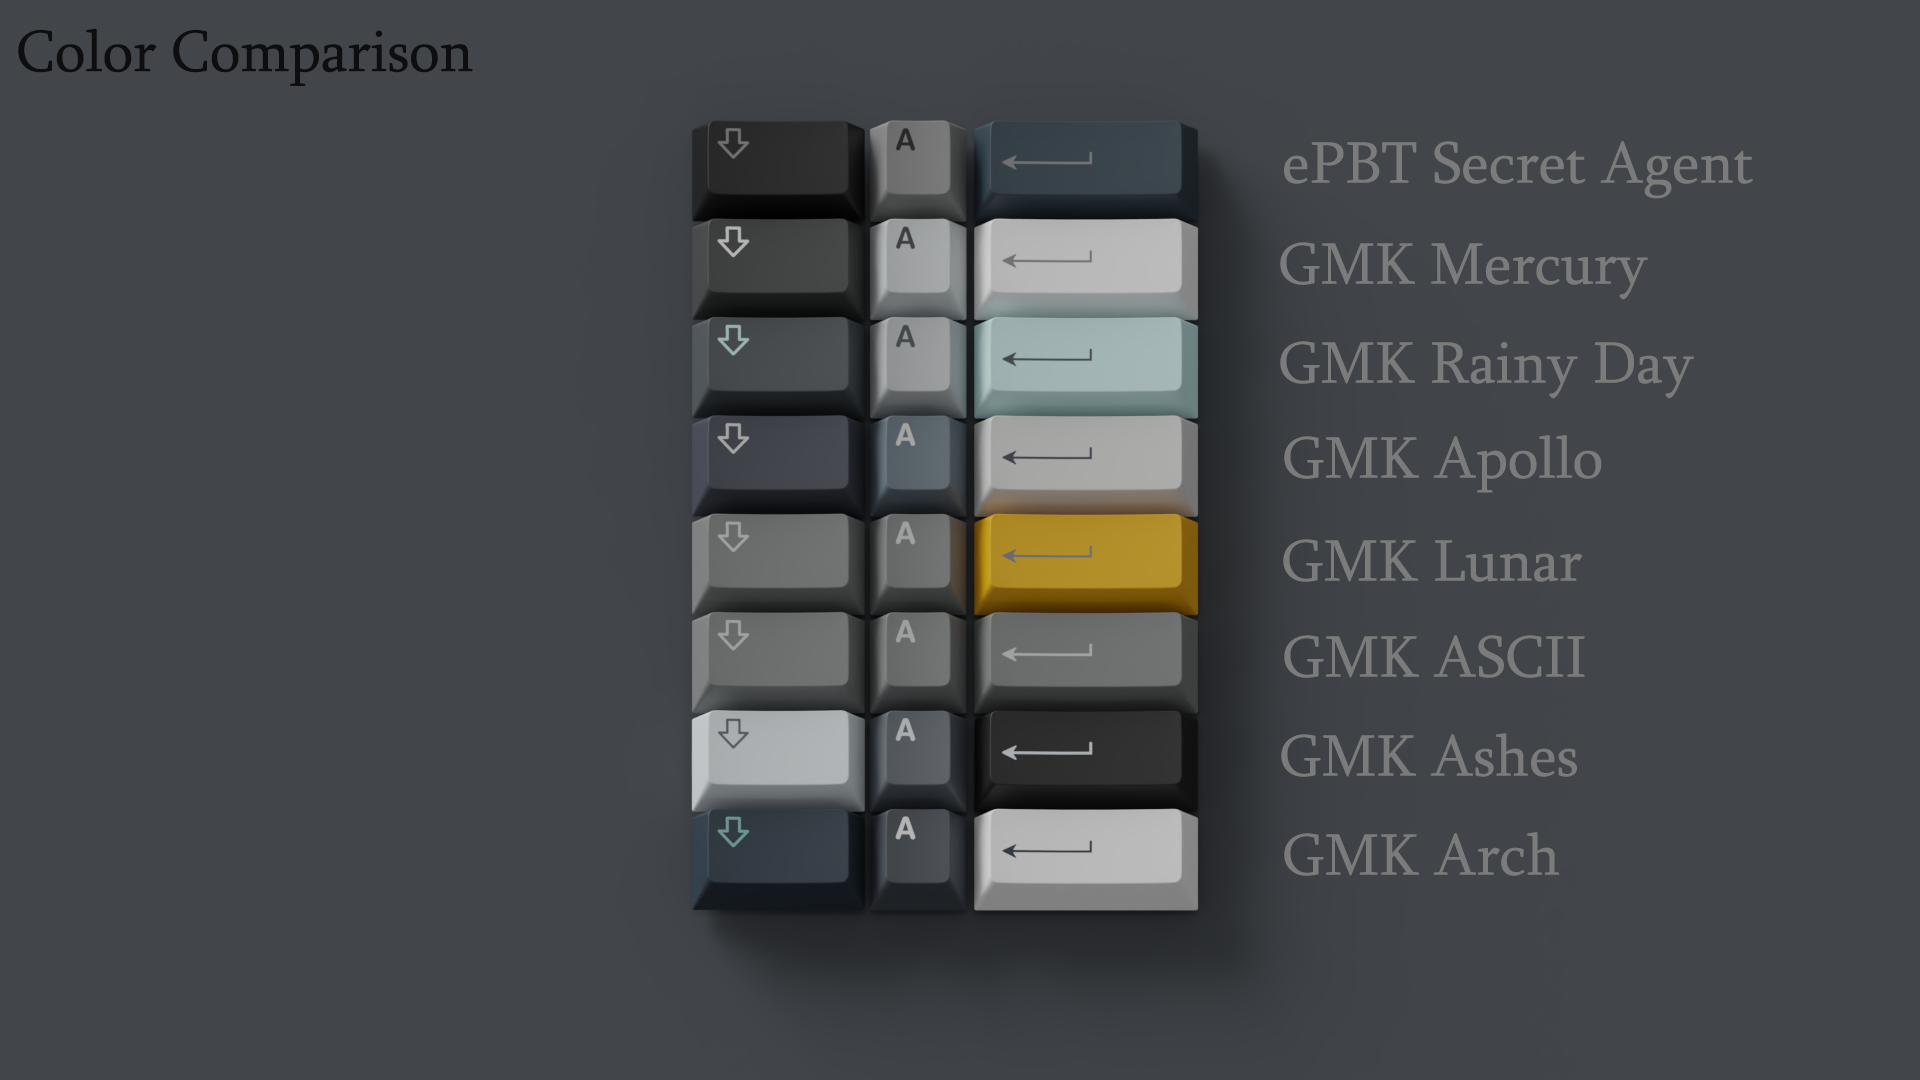 Color Comparison
A ePBT Secret Agent
A GMK Mercury
A GMK Rainy Day
A GMK Apollo
A GMK Lunar
A GMK ASCII
A GMK Ashes
A GMK Arch